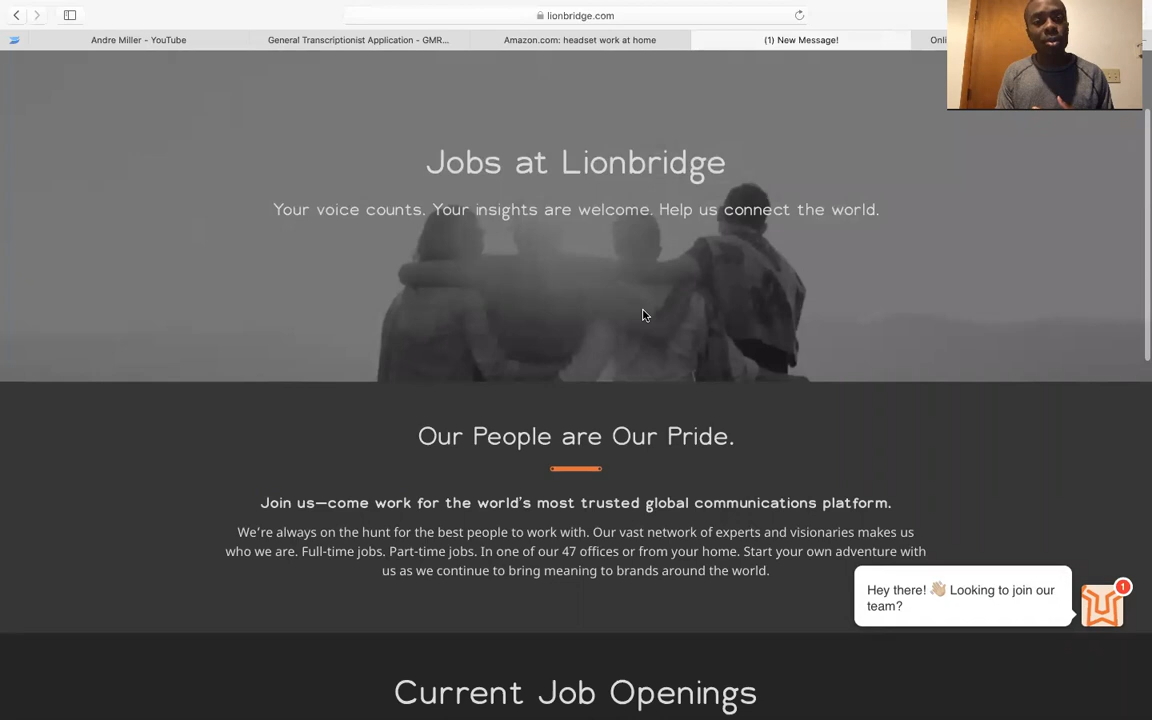 lionbridge.com
Andre Miller - YouTube
General Transcriptionist Application - GMR...
Amazon.com: headset work at home
(1) New Message!
Jobs at Lionbridge
Your voice counts. Your insights are welcome. Help us connect the world.
Our People are Our Pride.
Join us—come work for the world's most trusted global communications platform.
We're always on the hunt for the best people to work with. Our vast network of experts and visionaries makes us
who we are. Full-time jobs. Part-time jobs. In one of our 47 offices or from your home. Start your own adventure with
us as we continue to bring meaning to brands around the world.
Hey there! 👋🏼 Looking to join our
team?
1
Current Job Openings